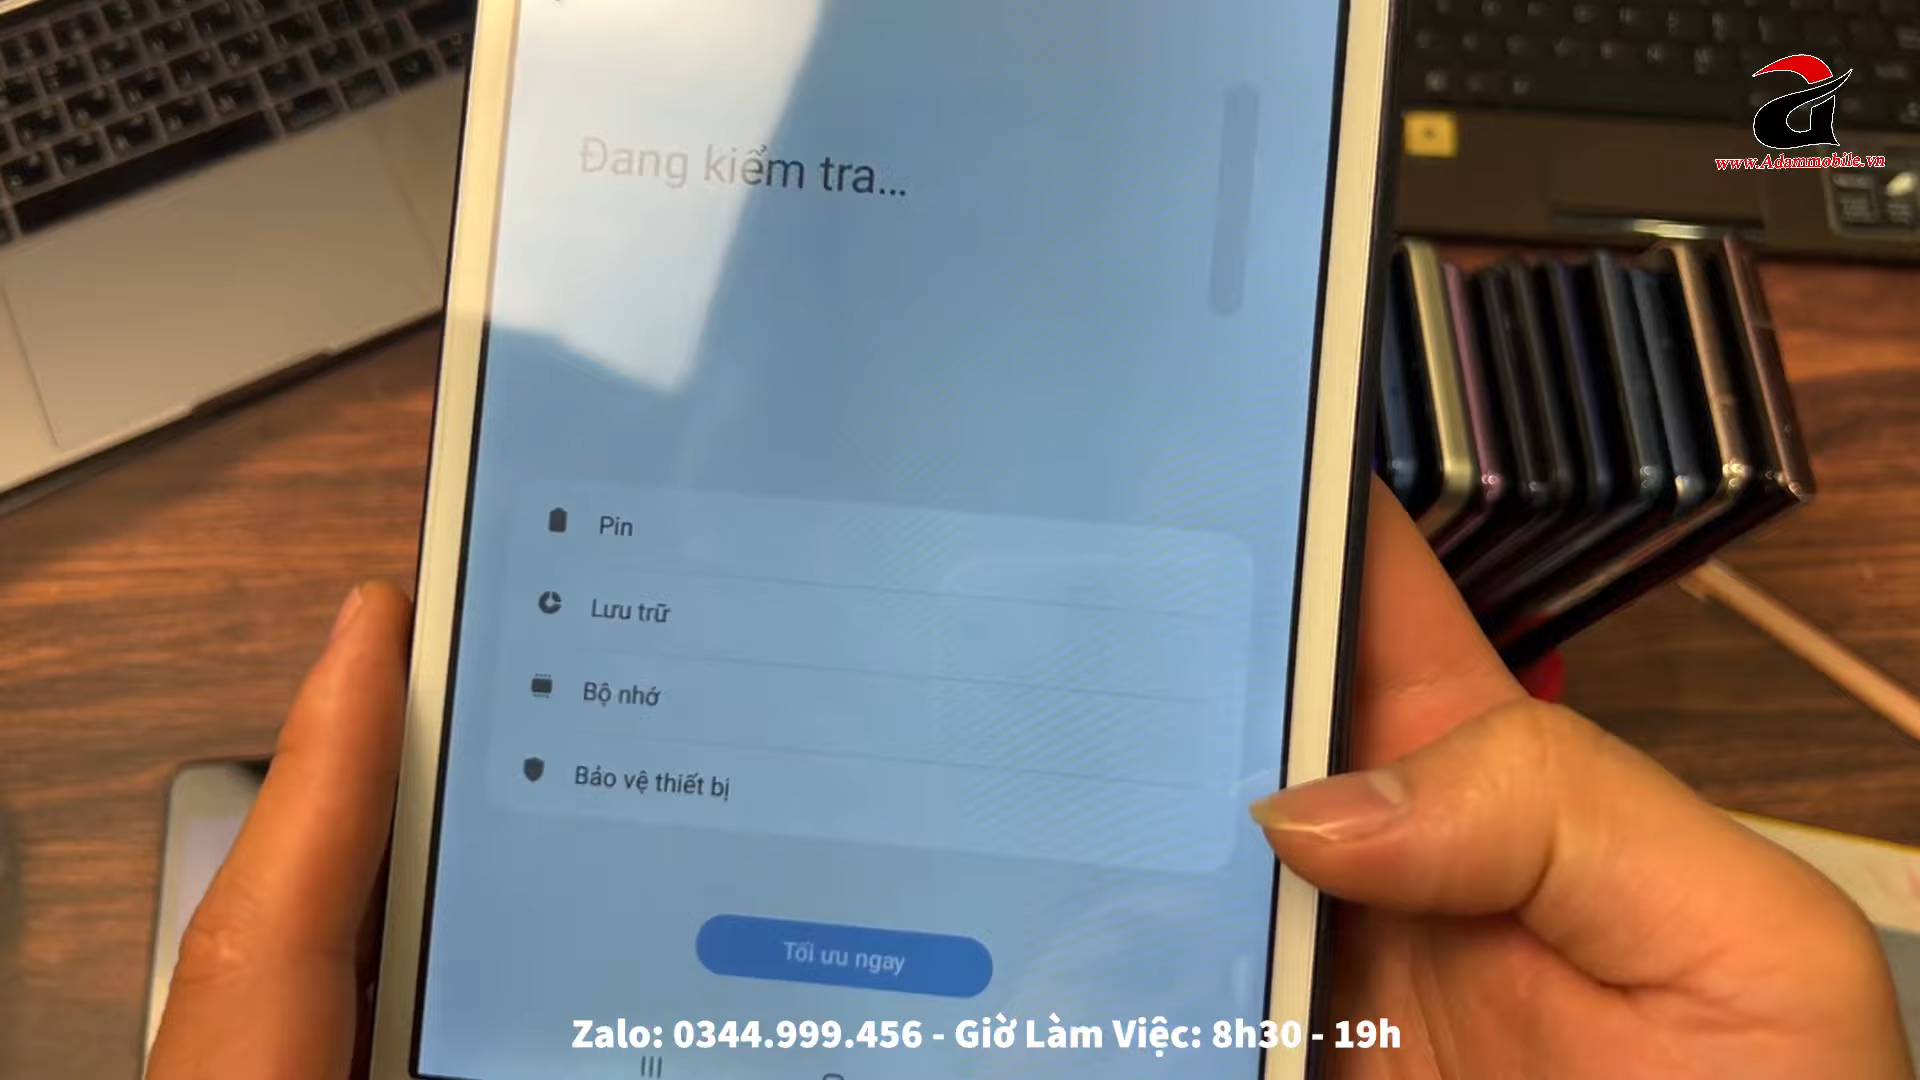 www.Adammobile.vn
Đang kiểm tra...
Pin
Lưu trữ
Bộ nhớ
Bảo vệ thiết bị
Tối ưu ngay
Zalo: 0344.999.456 - Giờ Làm Việc: 8h30 - 19h